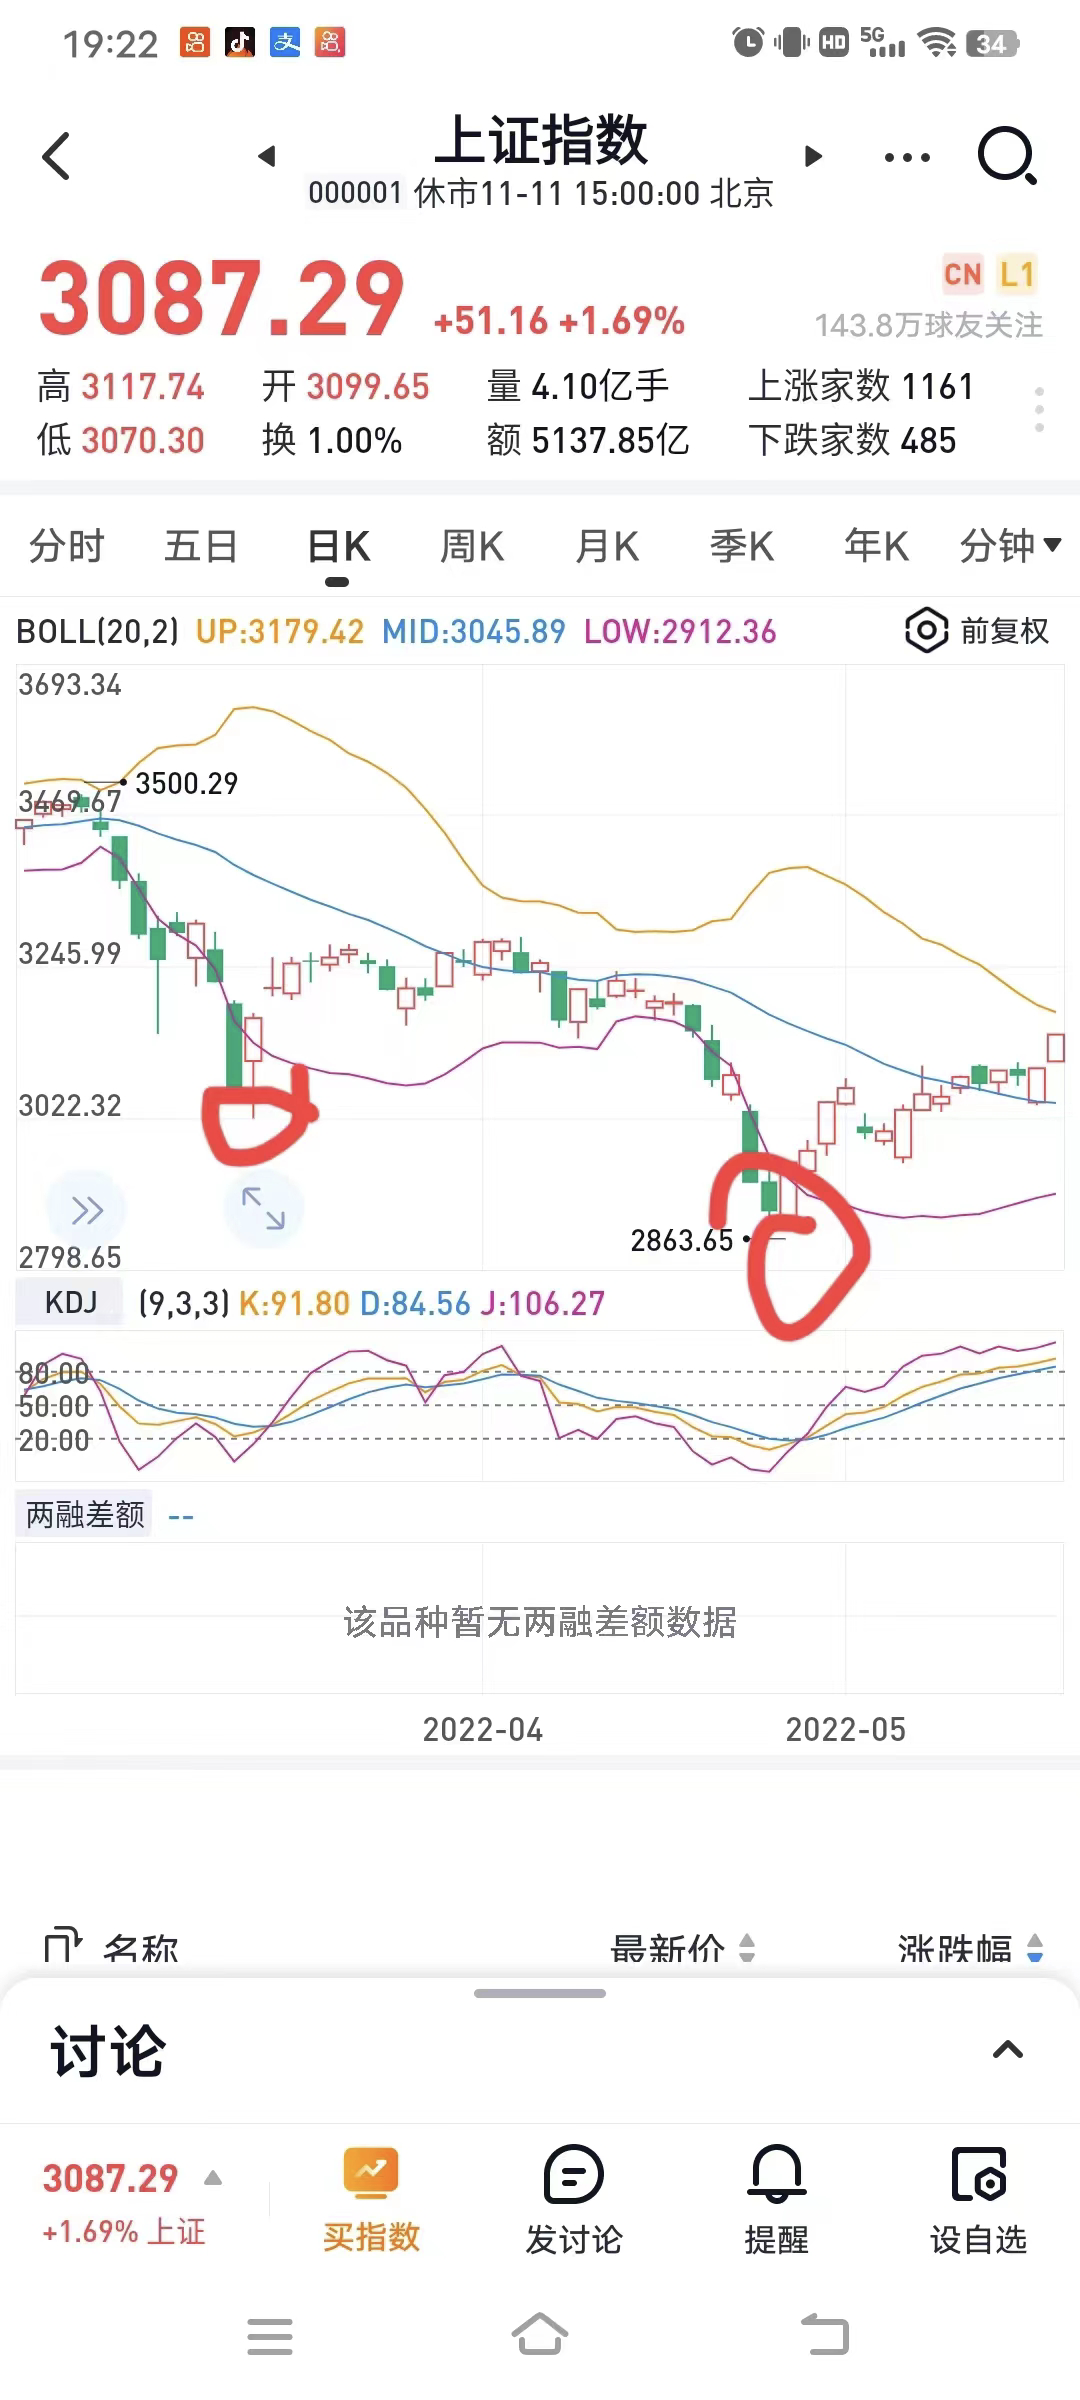 19:22 HD 5G 34
上证指数
000001 休市11-11 15:00:00 北京
3087.29 +51.16 +1.69% CN L1
143.8万球友关注
高 3117.74 开 3099.65 量 4.10亿手 上涨家数 1161
低 3070.30 换 1.00% 额 5137.85亿 下跌家数 485
分时 五日 日K 周K 月K 季K 年K 分钟
BOLL(20,2) UP:3179.42 MID:3045.89 LOW:2912.36 前复权
3693.34
3500.29
3469.67
3245.99
3022.32
2863.65
2798.65
KDJ (9,3,3) K:91.80 D:84.56 J:106.27
80.00
50.00
20.00
两融差额 --
该品种暂无两融差额数据
2022-04 2022-05
名称 最新价 涨跌幅
讨论
3087.29
+1.69% 上证 买指数 发讨论 提醒 设自选